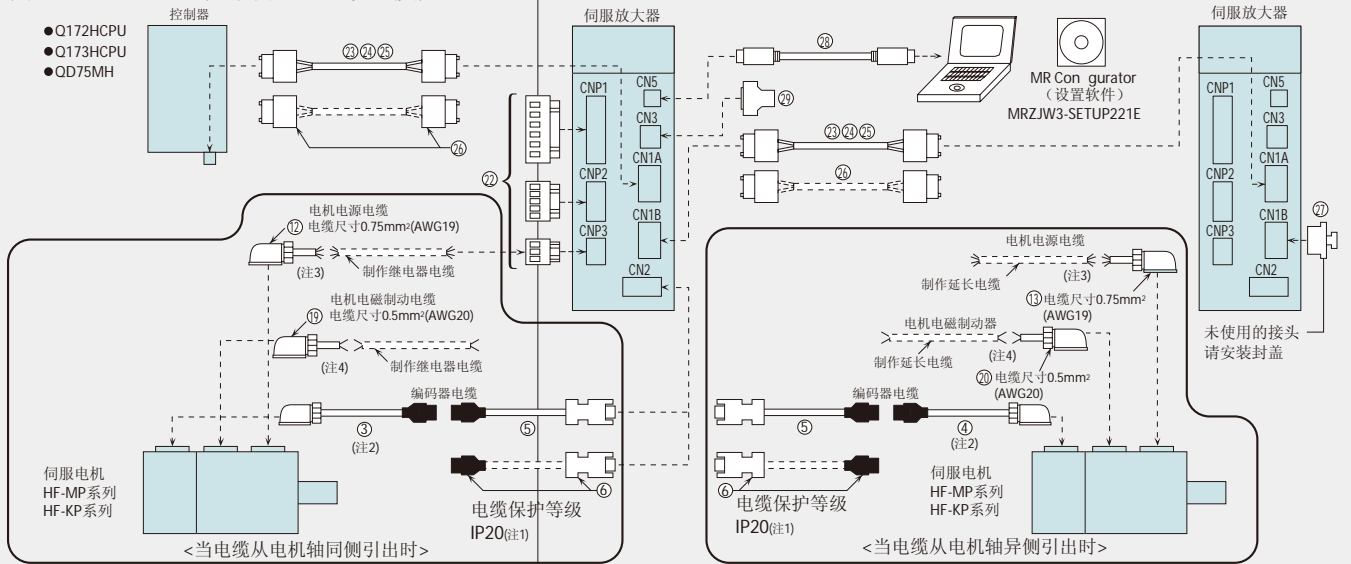 控制器
●Q172HCPU
●Q173HCPU
●QD75MH
㉓㉔㉕
㉖
㉒
伺服放大器
CNP1
CN5
CN3
CN1A
CNP2
CN1B
CNP3
CN2
㉘
㉙
MR Con gurator
（设置软件）
MRZJW3-SETUP221E
㉓㉔㉕
㉖
伺服放大器
CNP1
CN5
CN3
CN1A
CNP2
CN1B
CNP3
CN2
㉗
未使用的接头
请安装封盖
电机电源电缆
⑫ 电缆尺寸0.75mm²(AWG19)
(注3)
制作继电器电缆
电机电磁制动电缆
⑲ 电缆尺寸0.5mm²(AWG20)
(注4)
制作继电器电缆
编码器电缆
③
(注2)
⑤
⑥
电缆保护等级
IP20(注1)
伺服电机
HF-MP系列
HF-KP系列
<当电缆从电机轴同侧引出时>
电机电源电缆
(注3)
制作延长电缆
⑬ 电缆尺寸0.75mm²
(AWG19)
电机电磁制动器
(注4)
制作延长电缆
⑳ 电缆尺寸0.5mm²
(AWG20)
编码器电缆
⑤
④
(注2)
⑥
电缆保护等级
IP20(注1)
伺服电机
HF-MP系列
HF-KP系列
<当电缆从电机轴异侧引出时>